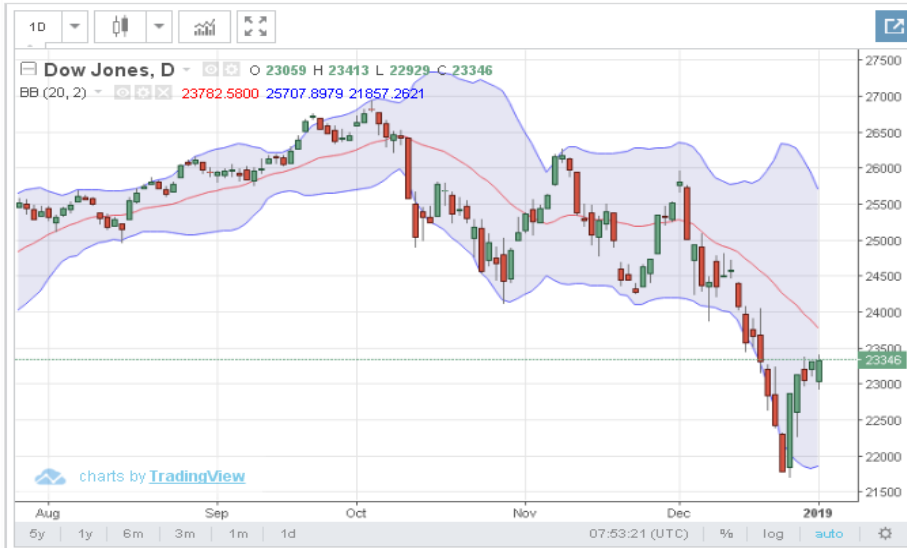 1D
Dow Jones, D O 23059 H 23413 L 22929 C 23346
BB (20, 2) 23782.5800 25707.8979 21857.2621
27500
27000
26500
26000
25500
25000
24500
24000
23500
23346
23000
22500
22000
21500
charts by TradingView
Aug Sep Oct Nov Dec 2019
5y 1y 6m 3m 1m 1d 07:53:21 (UTC) % log auto